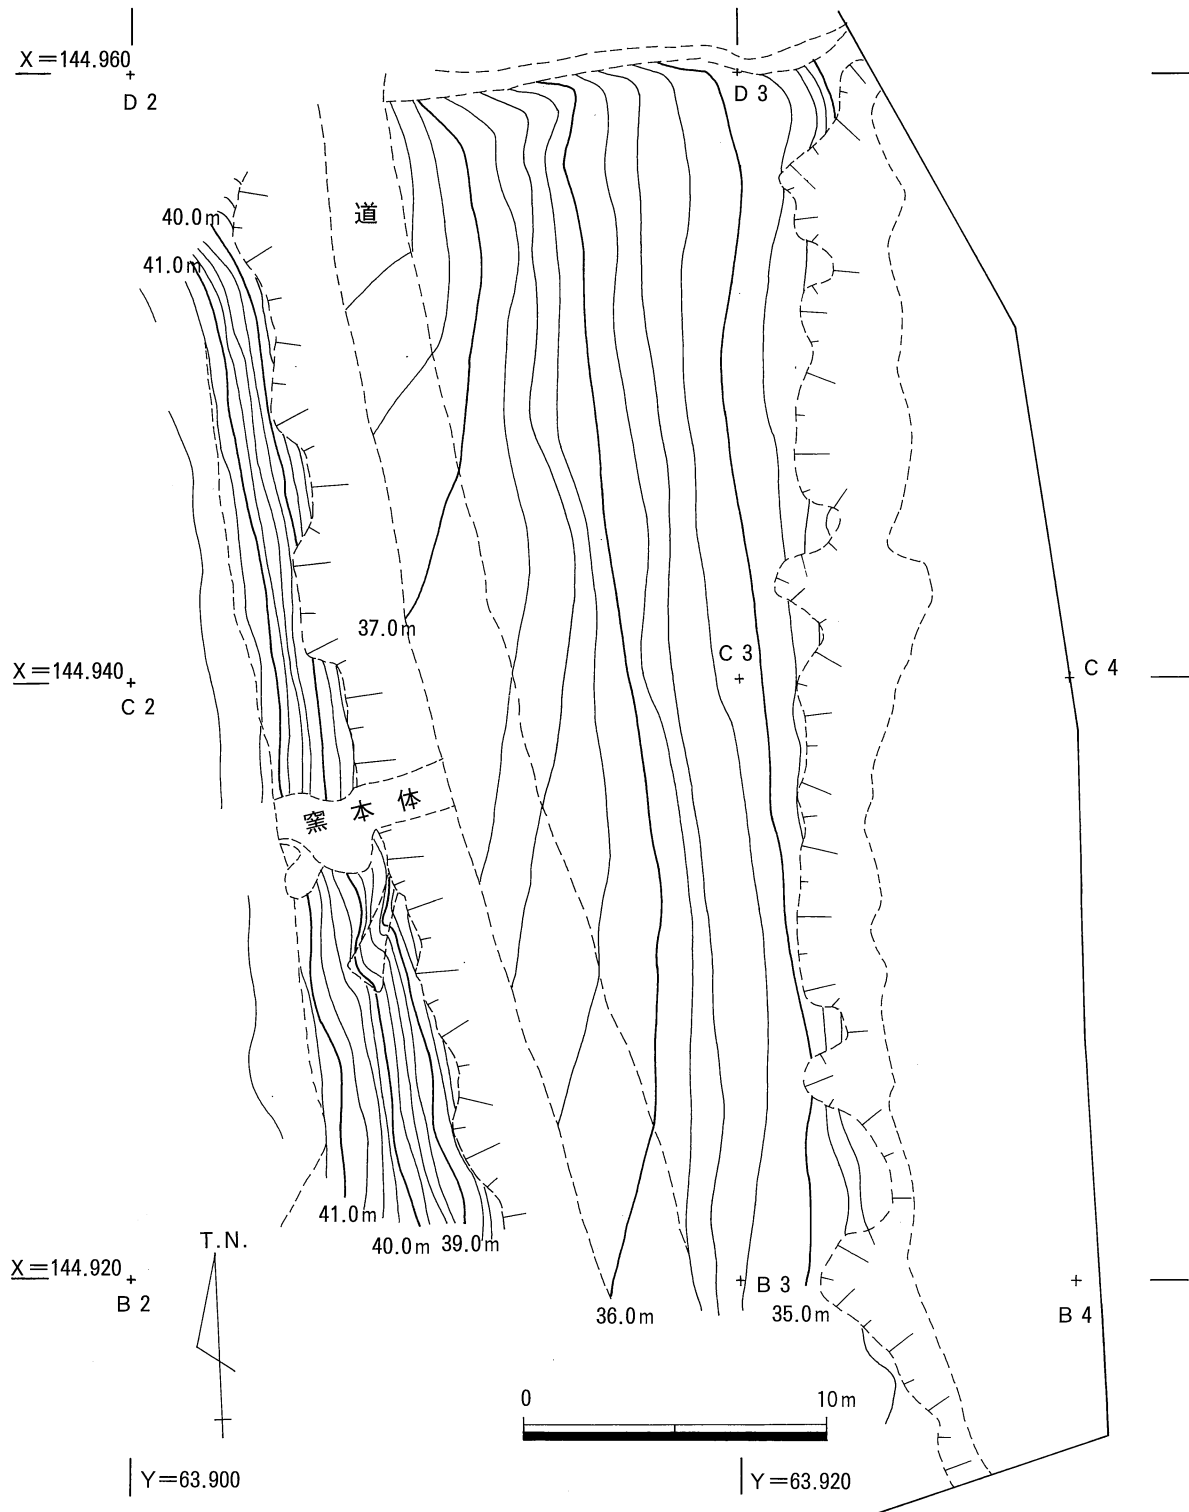 X=144.960
D 2
D 3
道
40.0m
41.0m
37.0m
C 3
C 4
X=144.940
C 2
窯本体
41.0m
40.0m
39.0m
T.N.
X=144.920
B 2
B 3
36.0m
35.0m
B 4
0
10m
Y=63.900
Y=63.920